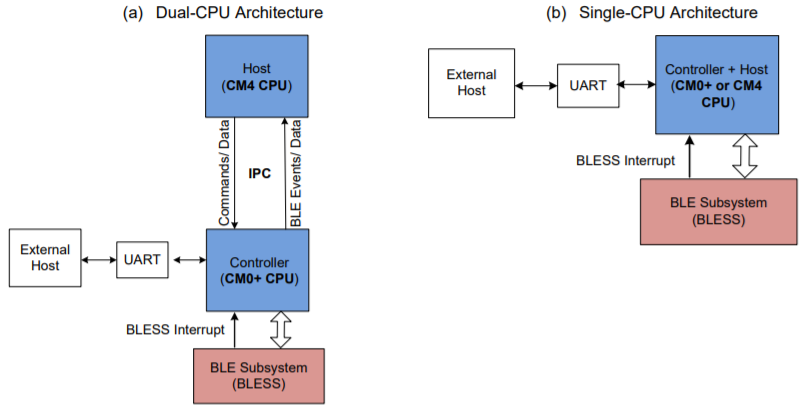 (a) Dual-CPU Architecture
Host
(CM4 CPU)
Commands/ Data
IPC
BLE Events/ Data
External
Host
UART
Controller
(CM0+ CPU)
BLESS Interrupt
BLE Subsystem
(BLESS)
(b) Single-CPU Architecture
External
Host
UART
Controller + Host
(CM0+ or CM4
CPU)
BLESS Interrupt
BLE Subsystem
(BLESS)